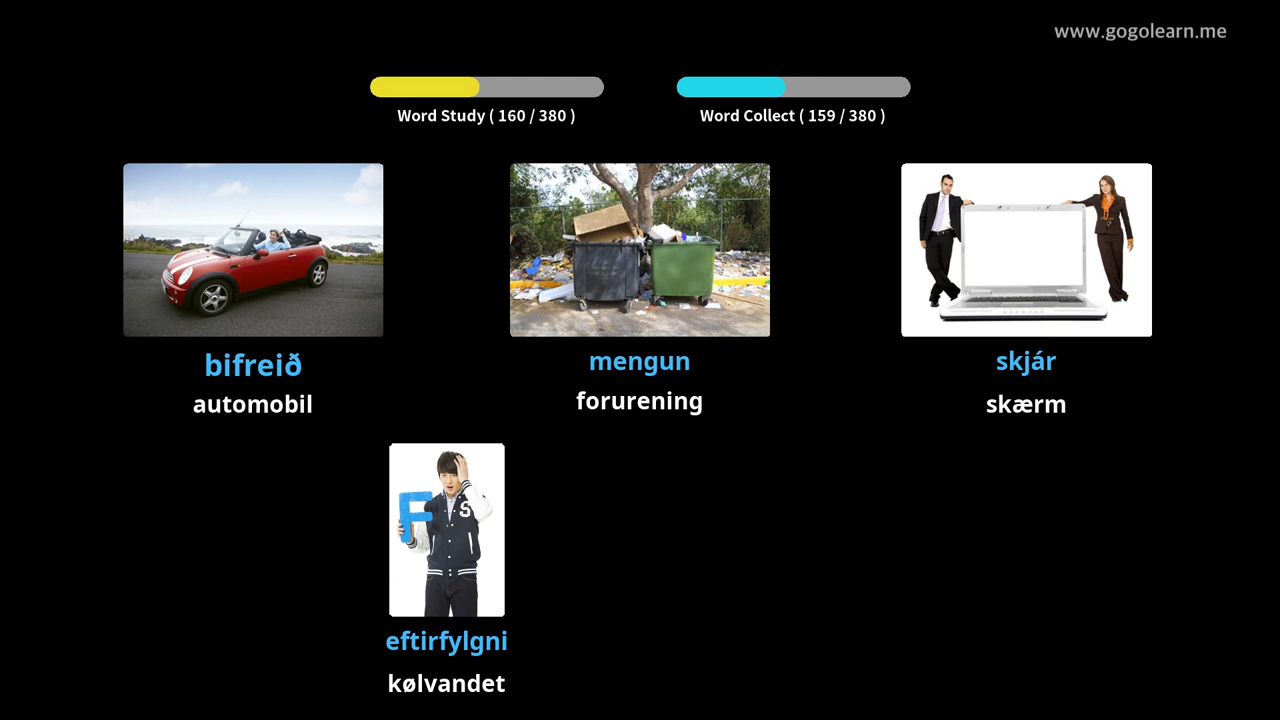 www.gogolearn.me
Word Study ( 160 / 380 )
Word Collect ( 159 / 380 )
bifreið
mengun
skjár
automobil
forurening
skærm
F
S
eftirfylgni
kølvandet